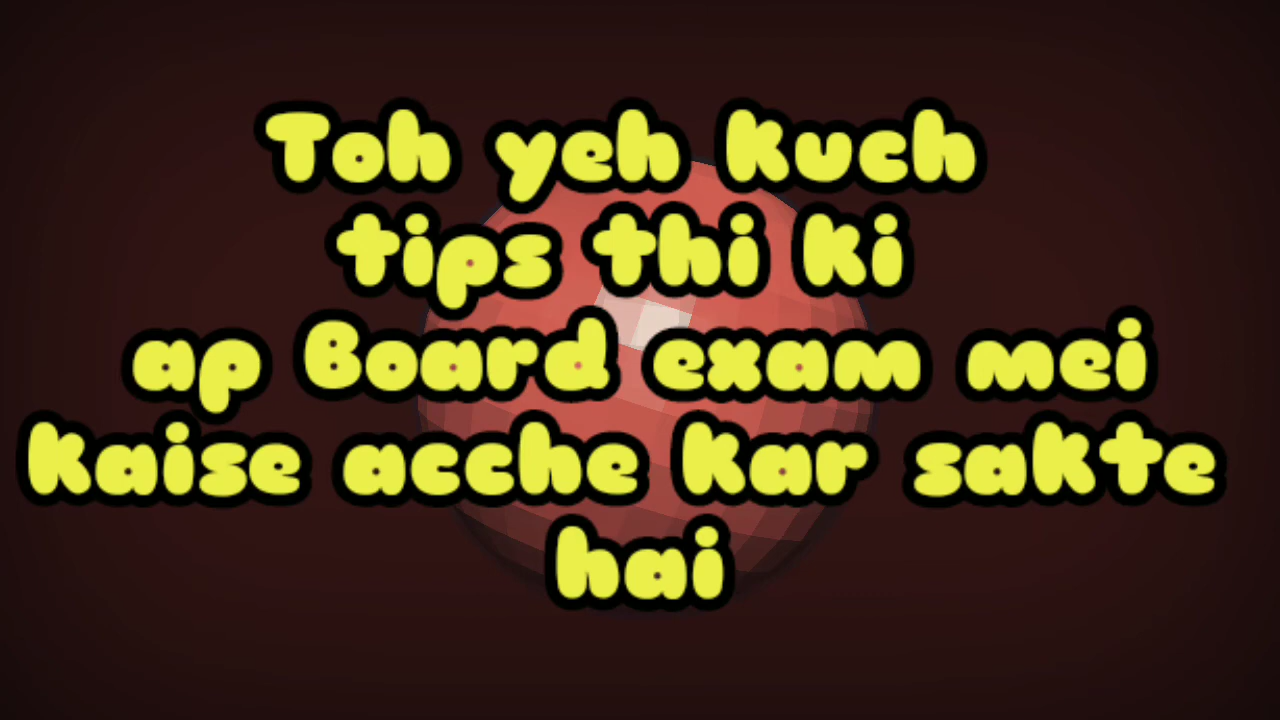 Toh yeh kuch
tips thi ki
ap Board exam mei
kaise acche kar sakte
hai